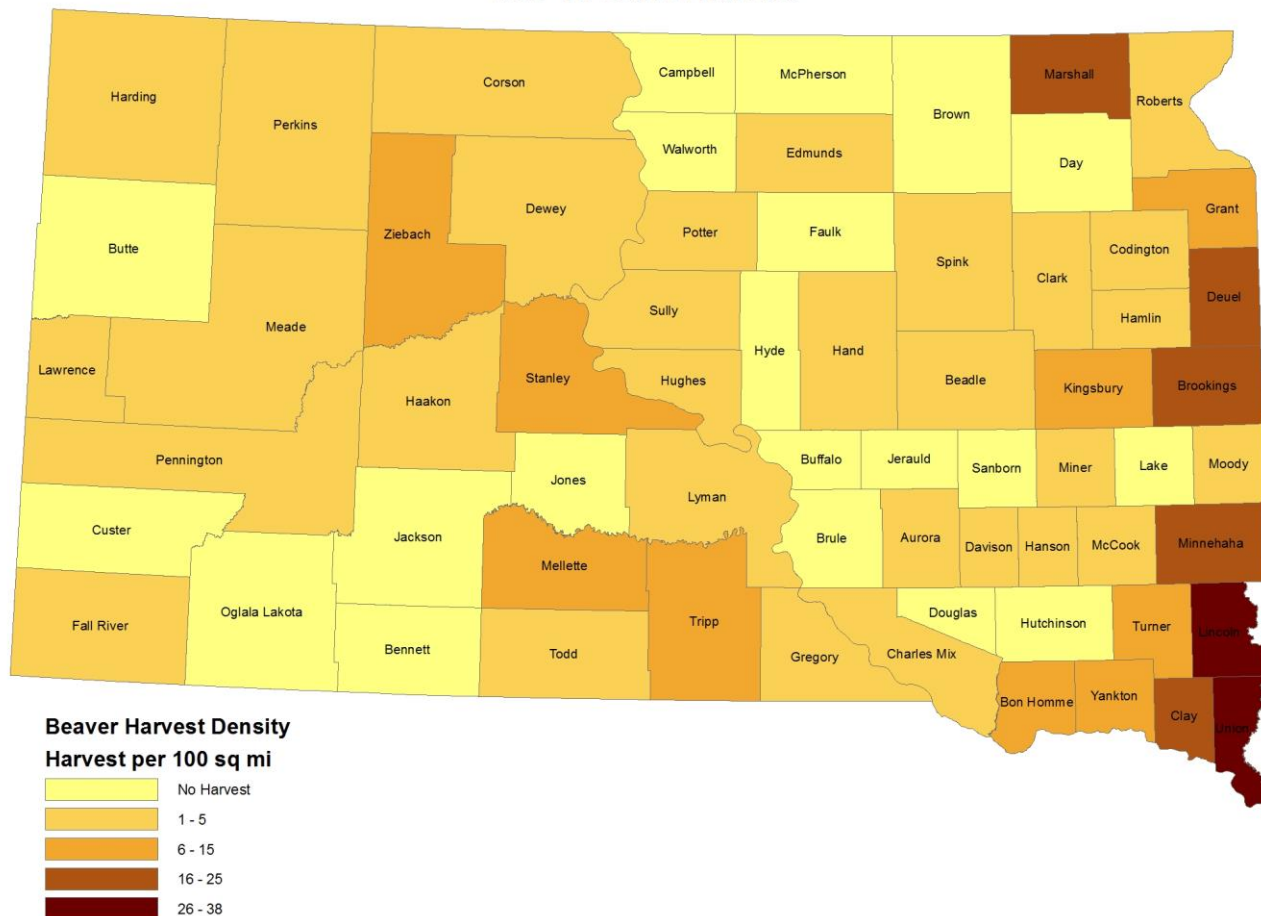 Harding
Perkins
Corson
Campbell
McPherson
Brown
Marshall
Roberts
Walworth
Edmunds
Day
Butte
Ziebach
Dewey
Potter
Faulk
Spink
Clark
Codington
Grant
Deuel
Hamlin
Meade
Sully
Hyde
Hand
Lawrence
Haakon
Stanley
Hughes
Beadle
Kingsbury
Brookings
Pennington
Jones
Lyman
Buffalo
Jerauld
Sanborn
Miner
Lake
Moody
Custer
Jackson
Mellette
Brule
Aurora
Davison
Hanson
McCook
Minnehaha
Fall River
Oglala Lakota
Bennett
Todd
Tripp
Gregory
Charles Mix
Douglas
Hutchinson
Turner
Lincoln
Bon Homme
Yankton
Clay
Union
Beaver Harvest Density
Harvest per 100 sq mi
No Harvest
1 - 5
6 - 15
16 - 25
26 - 38